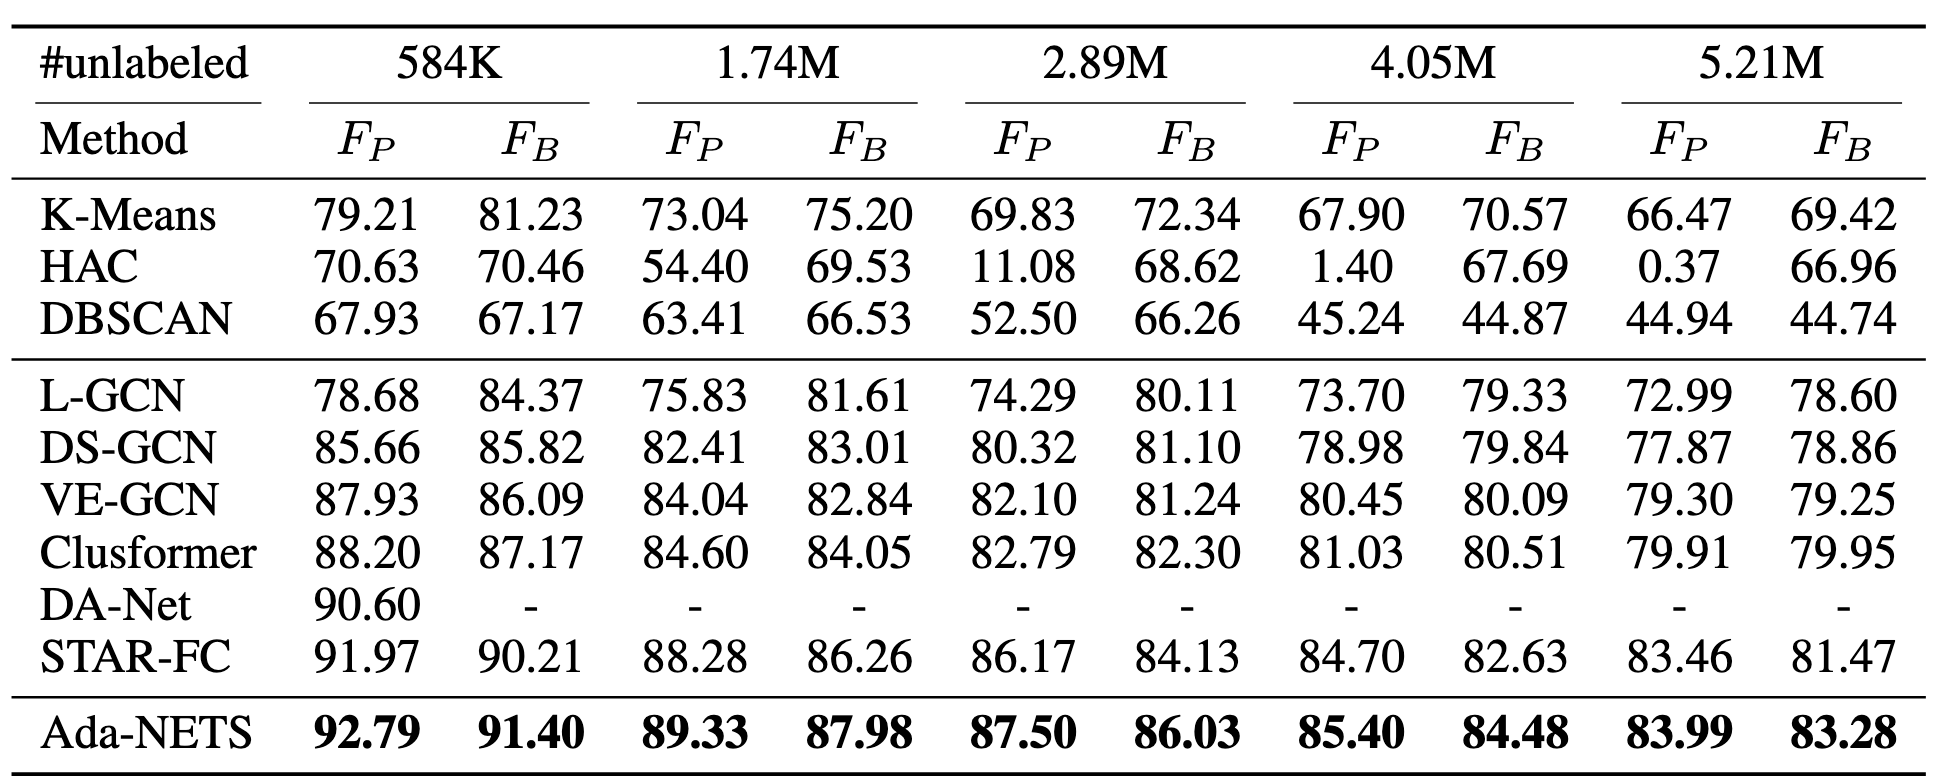 #unlabeled 584K 1.74M 2.89M 4.05M 5.21M
Method F_P F_B F_P F_B F_P F_B F_P F_B F_P F_B
K-Means 79.21 81.23 73.04 75.20 69.83 72.34 67.90 70.57 66.47 69.42
HAC 70.63 70.46 54.40 69.53 11.08 68.62 1.40 67.69 0.37 66.96
DBSCAN 67.93 67.17 63.41 66.53 52.50 66.26 45.24 44.87 44.94 44.74
L-GCN 78.68 84.37 75.83 81.61 74.29 80.11 73.70 79.33 72.99 78.60
DS-GCN 85.66 85.82 82.41 83.01 80.32 81.10 78.98 79.84 77.87 78.86
VE-GCN 87.93 86.09 84.04 82.84 82.10 81.24 80.45 80.09 79.30 79.25
Clusformer 88.20 87.17 84.60 84.05 82.79 82.30 81.03 80.51 79.91 79.95
DA-Net 90.60 - - - - - - - - -
STAR-FC 91.97 90.21 88.28 86.26 86.17 84.13 84.70 82.63 83.46 81.47
Ada-NETS 92.79 91.40 89.33 87.98 87.50 86.03 85.40 84.48 83.99 83.28